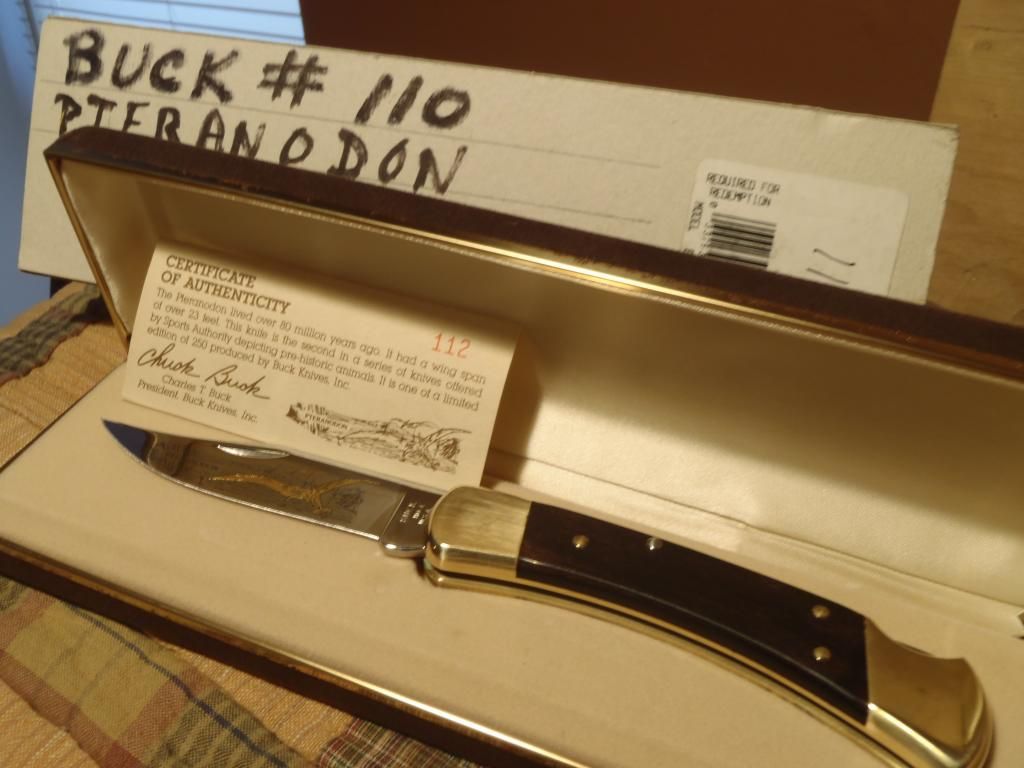 BUCK # 110
PTERANODON
REQUIRED FOR
REDEMPTION
MODEL
CERTIFICATE
OF AUTHENTICITY
112
The Pteranodon lived over 80 million years ago. It had a wing span
of over 23 feet. This knife is the second in a series of knives offered
by Sports Authority depicting pre-historic animals. It is one of a limited
edition of 250 produced by Buck Knives, Inc.
Chuck Buck
Charles T. Buck
President, Buck Knives, Inc.
PTERANODON